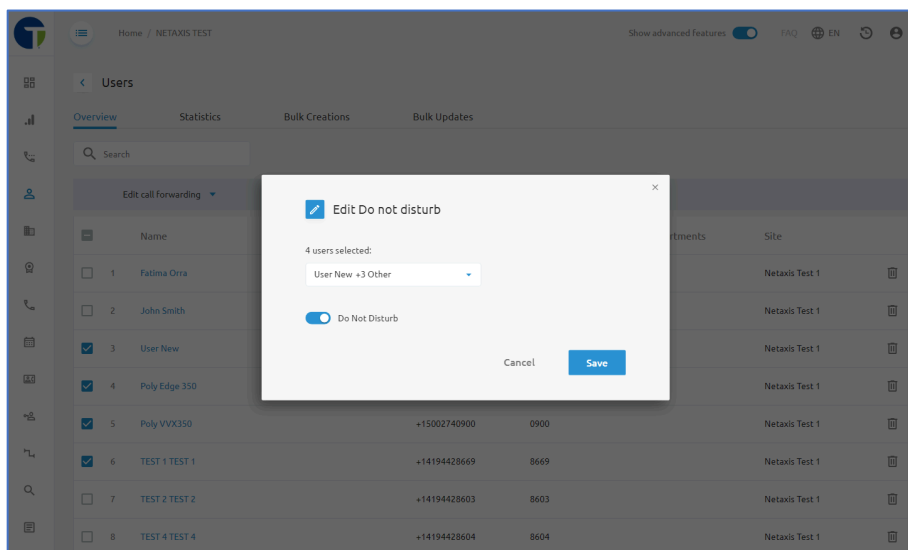 Home / NETAXIS TEST
Show advanced features
FAQ
EN
Users
Overview
Statistics
Bulk Creations
Bulk Updates
Search
Edit call forwarding
Edit Do not disturb
4 users selected:
User New +3 Other
Do Not Disturb
Cancel
Save
Name
rtments
Site
1 Fatima Orra Netaxis Test 1
2 John Smith Netaxis Test 1
3 User New Netaxis Test 1
4 Poly Edge 350 Netaxis Test 1
5 Poly VVX350 +15002740900 0900 Netaxis Test 1
6 TEST 1 TEST 1 +14194428669 8669 Netaxis Test 1
7 TEST 2 TEST 2 +14194428603 8603 Netaxis Test 1
8 TEST 4 TEST 4 +14194428604 8604 Netaxis Test 1